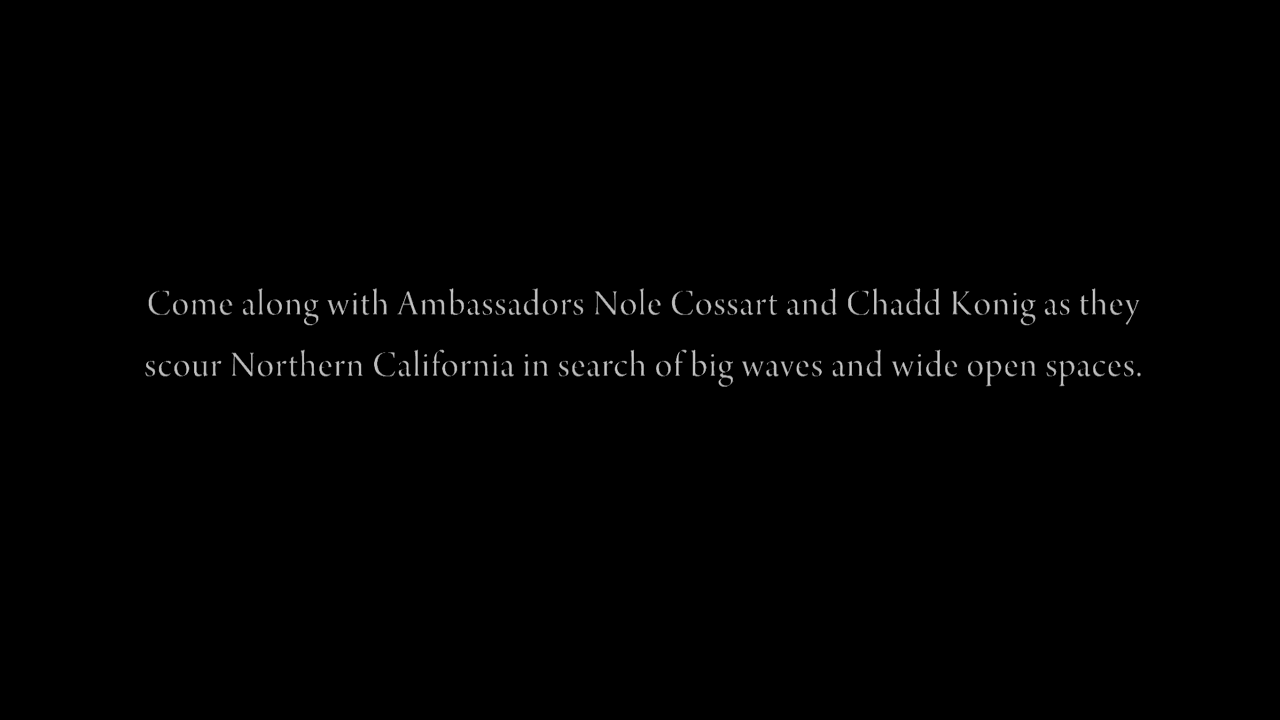 Come along with Ambassadors Nole Cossart and Chadd Konig as they
scour Northern California in search of big waves and wide open spaces.